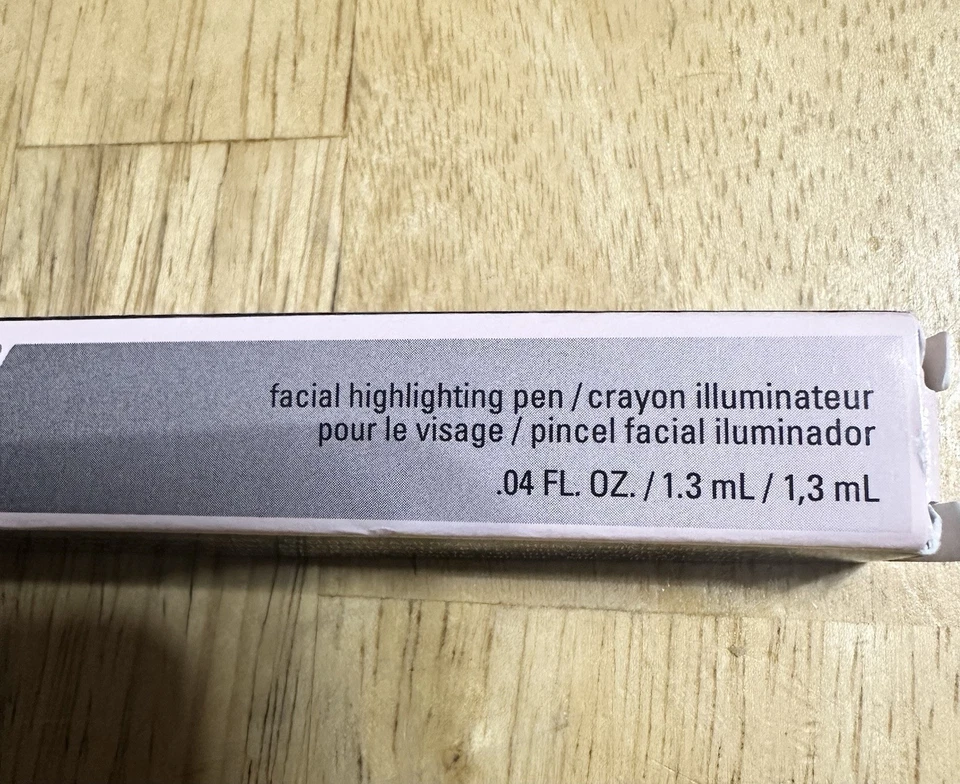 facial highlighting pen / crayon illuminateur
pour le visage / pincel facial iluminador
.04 FL. OZ. / 1.3 mL / 1,3 mL